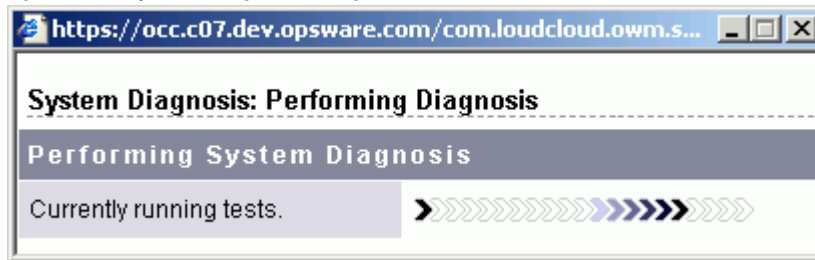 https://occ.c07.dev.opsware.com/com.loudcloud.owm.s...
System Diagnosis: Performing Diagnosis
Performing System Diagnosis
Currently running tests.